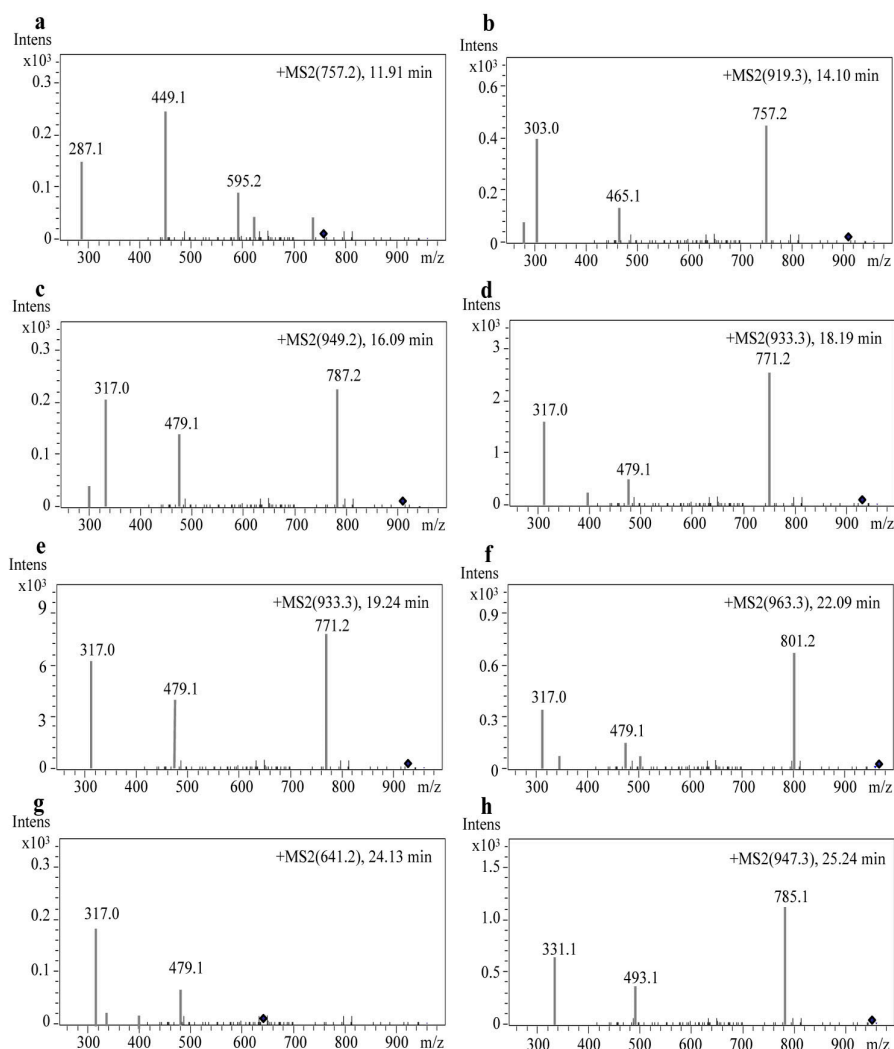 a
Intens
x10³
+MS2(757.2), 11.91 min
0.3
449.1
0.2
287.1
595.2
0.1
0
300 400 500 600 700 800 900 m/z
b
Intens
x10³
+MS2(919.3), 14.10 min
0.6
757.2
303.0
0.4
465.1
0.2
0
300 400 500 600 700 800 900 m/z
c
Intens
x10³
+MS2(949.2), 16.09 min
0.3
787.2
317.0
0.2
479.1
0.1
0
300 400 500 600 700 800 900 m/z
d
Intens
x10³
+MS2(933.3), 18.19 min
3
771.2
317.0
2
1
479.1
0
300 400 500 600 700 800 900 m/z
e
Intens
x10³
+MS2(933.3), 19.24 min
9
771.2
317.0
6
479.1
3
0
300 400 500 600 700 800 900 m/z
f
Intens
x10³
+MS2(963.3), 22.09 min
0.9
801.2
0.6
317.0
0.3
479.1
0
300 400 500 600 700 800 900 m/z
g
Intens
x10³
+MS2(641.2), 24.13 min
0.3
317.0
0.2
479.1
0.1
0
300 400 500 600 700 800 900 m/z
h
Intens
x10³
+MS2(947.3), 25.24 min
1.5
785.1
1.0
331.1
493.1
0.5
0
300 400 500 600 700 800 900 m/z